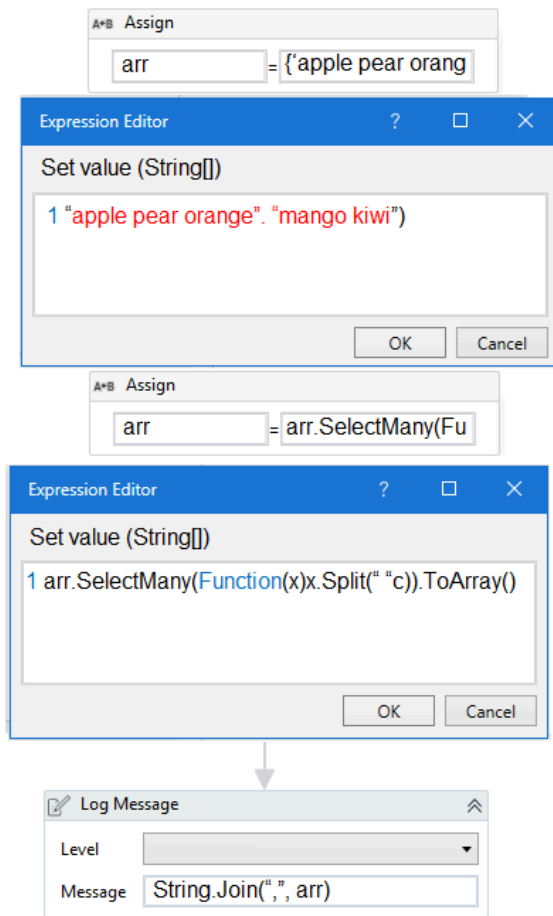 A+B Assign
arr = {‘apple pear orang
Expression Editor ?
Set value (String[])
1 “apple pear orange”. “mango kiwi”)
OK Cancel
A+B Assign
arr = arr.SelectMany(Fu
Expression Editor ?
Set value (String[])
1 arr.SelectMany(Function(x)x.Split(“ “c)).ToArray()
OK Cancel
Log Message
Level
Message String.Join(“,”, arr)